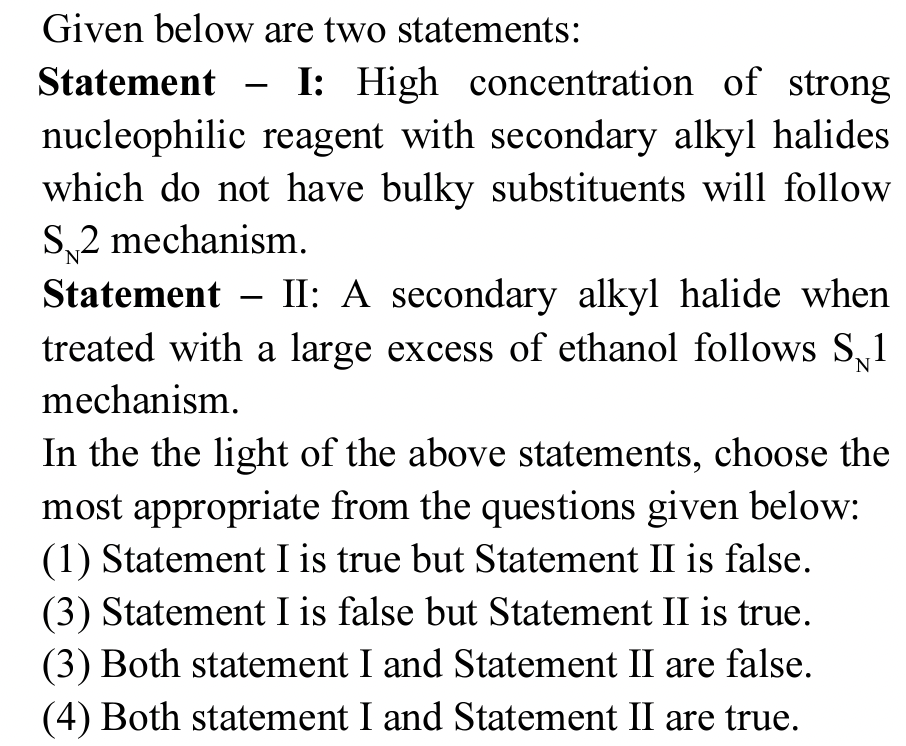 Given below are two statements:
Statement – I: High concentration of strong
nucleophilic reagent with secondary alkyl halides
which do not have bulky substituents will follow
S_N2 mechanism.
Statement – II: A secondary alkyl halide when
treated with a large excess of ethanol follows S_N1
mechanism.
In the the light of the above statements, choose the
most appropriate from the questions given below:
(1) Statement I is true but Statement II is false.
(3) Statement I is false but Statement II is true.
(3) Both statement I and Statement II are false.
(4) Both statement I and Statement II are true.